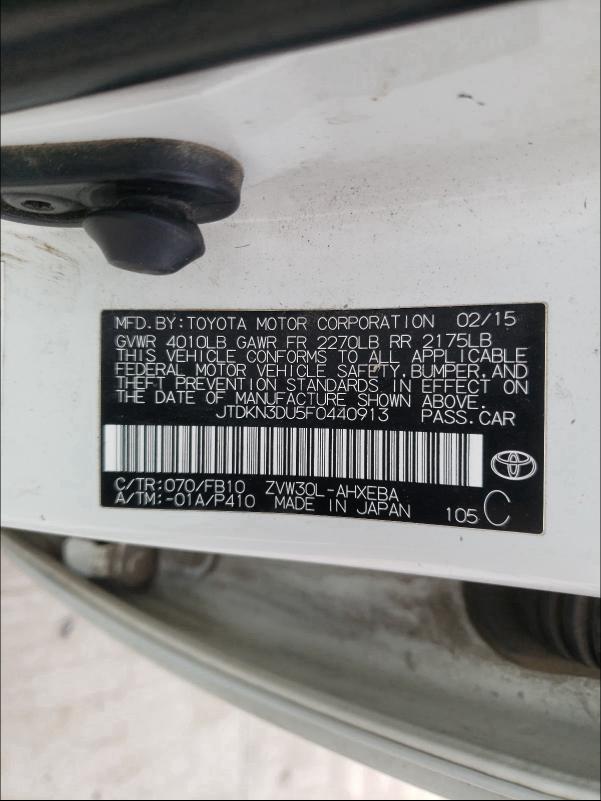 MFD.BY:TOYOTA MOTOR CORPORATION 02/15
GVWR 4010LB GAWR FR 2270LB RR 2175LB
THIS VEHICLE CONFORMS TO ALL APPLICABLE
FEDERAL MOTOR VEHICLE SAFETY,BUMPER,AND
THEFT PREVENTION STANDARDS IN EFFECT ON
THE DATE OF MANUFACTURE SHOWN ABOVE.
JTDKN3DU5F0440913 PASS.CAR
C/TR:070/FB10 ZVW30L-AHXEBA
A/TM:-01A/P410 MADE IN JAPAN 105 C